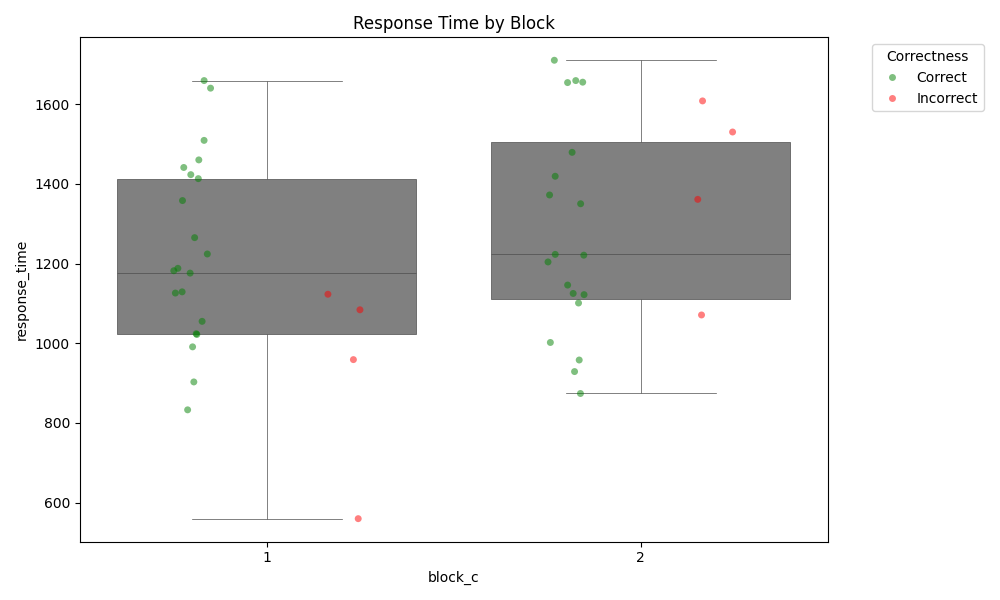 Response Time by Block
Correctness
Correct
Incorrect
response_time
1600
1400
1200
1000
800
600
1
2
block_c